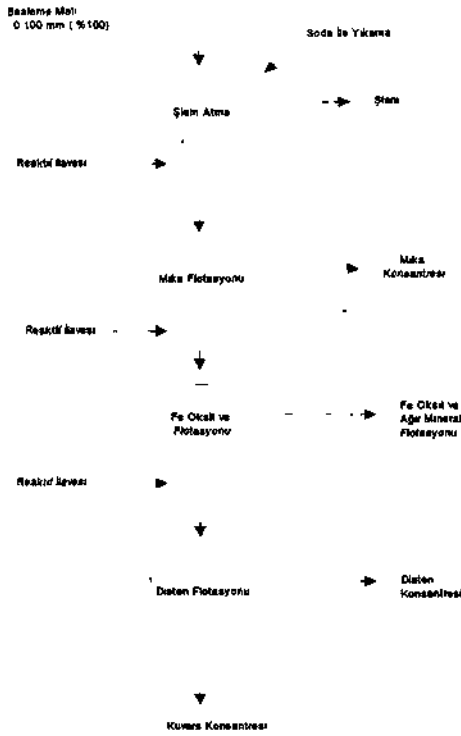 Besleme Malı
0.100 mm ( %100)
Soda İle Yıkama
Şlam Atma
Şlam
Reaktif İlavesi
Mika Flotasyonu
Mika
Konsantresi
Reaktif İlavesi
Fe Oksit ve
Flotasyonu
Fe Oksit ve
Ağır Mineral
Flotasyonu
Reaktif İlavesi
Disten Flotasyonu
Disten
Konsantresi
Kuvars Konsantresi